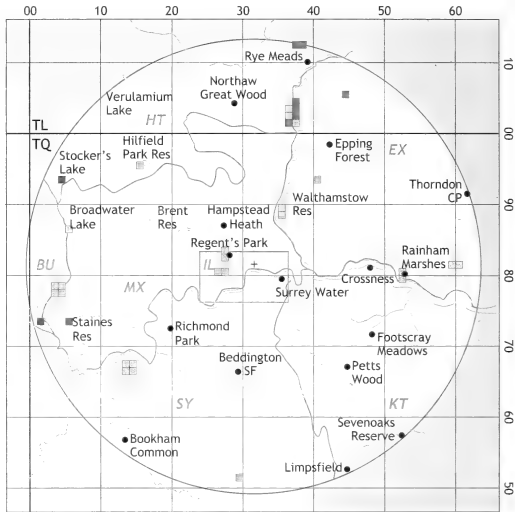 00 10 20 30 40 50 60
Rye Meads
10
Northaw
Great Wood
Verulamium
Lake
HT
TL
00
TQ
Hilfield
Park Res
Epping
Forest
EX
Stocker's
Lake
Thorndon
CP
Walthamstow
Res
90
Broadwater
Lake
Brent
Res
Hampstead
Heath
Regent's Park
Rainham
Marshes
BU
IL
Crossness
80
MX
Surrey Water
Staines
Res
Richmond
Park
Footscray
Meadows
70
Beddington
SF
Petts
Wood
SY
KT
60
Sevenoaks
Reserve
Bookham
Common
Limpsfield
50